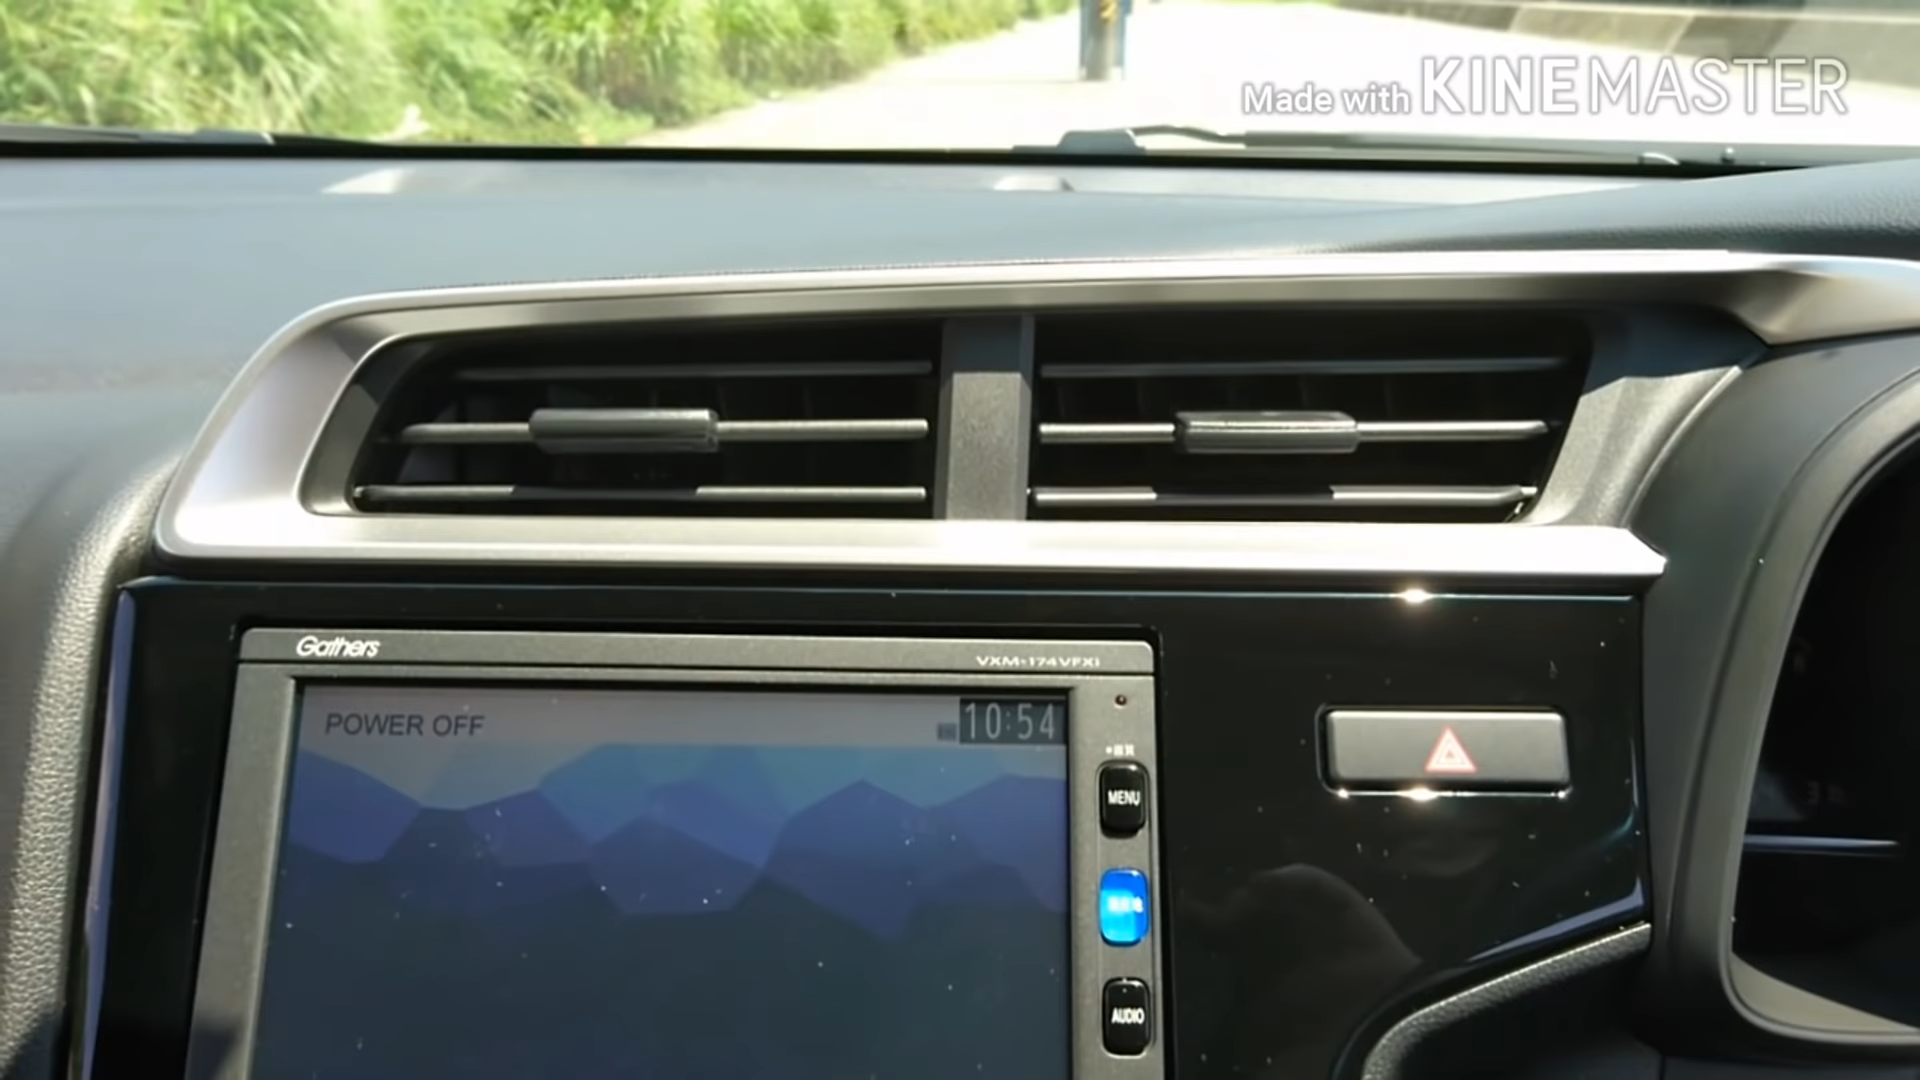 Made with KINEMASTER
Gathers
VXM-174VFXi
POWER OFF
10:54
MENU
AUDIO